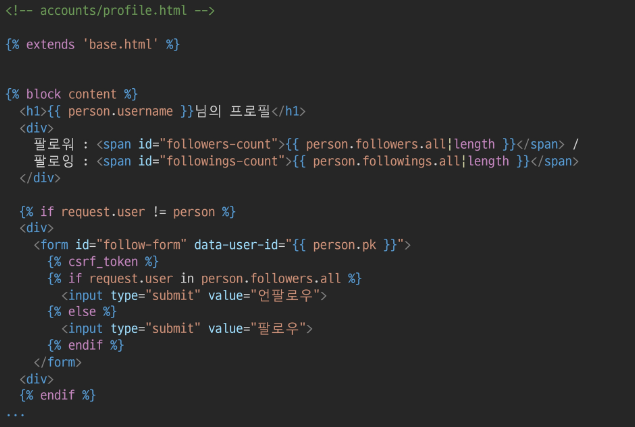 <!-- accounts/profile.html -->
{% extends 'base.html' %}
{% block content %}
<h1>{{ person.username }}님의 프로필</h1>
<div>
팔로워 : <span id="followers-count">{{ person.followers.all|length }}</span> /
팔로잉 : <span id="followings-count">{{ person.followings.all|length }}</span>
</div>
{% if request.user != person %}
<div>
<form id="follow-form" data-user-id="{{ person.pk }}">
{% csrf_token %}
{% if request.user in person.followers.all %}
<input type="submit" value="언팔로우">
{% else %}
<input type="submit" value="팔로우">
{% endif %}
</form>
<div>
{% endif %}
...